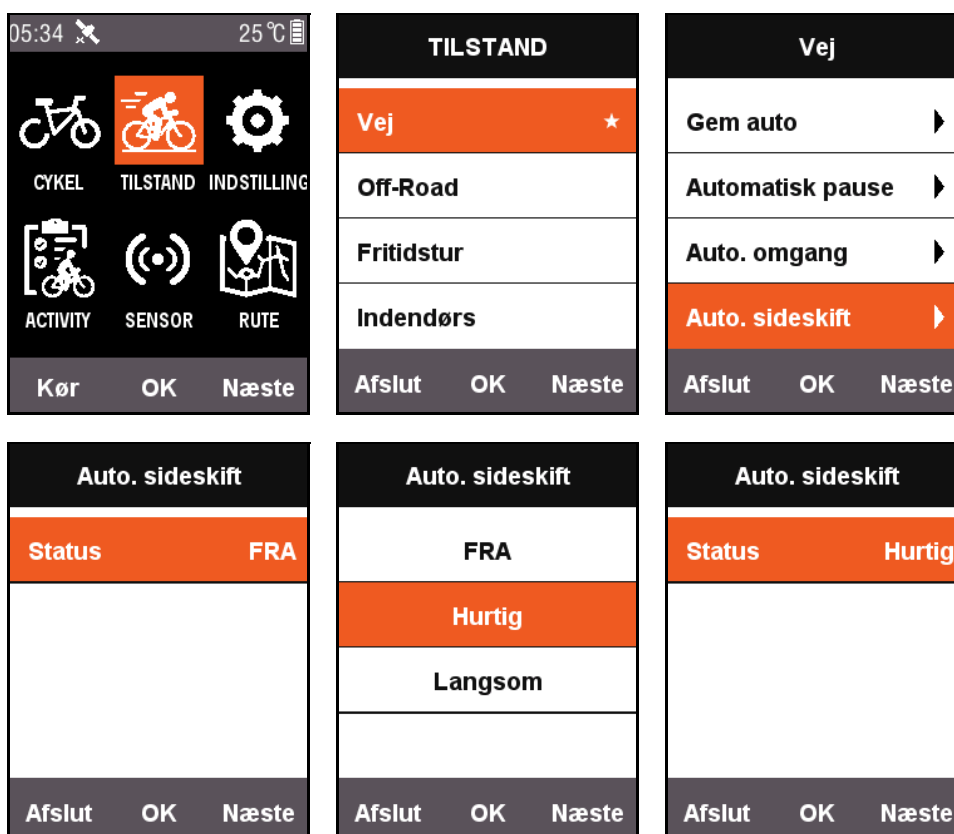 05:34 25℃
CYKEL TILSTAND INDSTILLING
ACTIVITY SENSOR RUTE
Kør OK Næste
TILSTAND
Vej ★
Off-Road
Fritidstur
Indendørs
Afslut OK Næste
Vej
Gem auto
Automatisk pause
Auto. omgang
Auto. sideskift
Afslut OK Næste
Auto. sideskift
Status FRA
Afslut OK Næste
Auto. sideskift
FRA
Hurtig
Langsom
Afslut OK Næste
Auto. sideskift
Status Hurtig
Afslut OK Næste